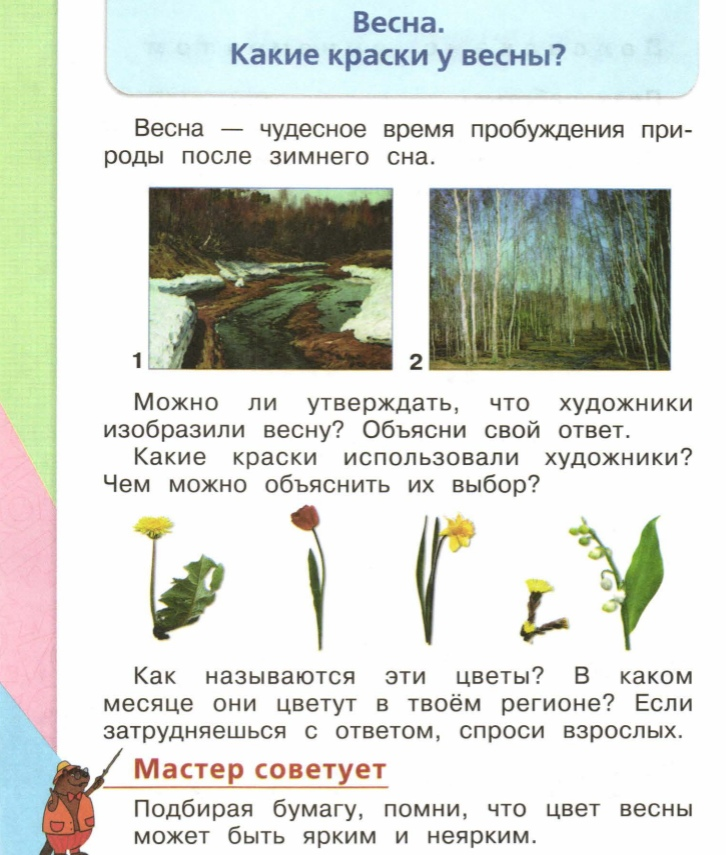 Весна.
Какие краски у весны?
Весна — чудесное время пробуждения при-
роды после зимнего сна.
1
2
Можно ли утверждать, что художники
изобразили весну? Объясни свой ответ.
Какие краски использовали художники?
Чем можно объяснить их выбор?
Как называются эти цветы? В каком
месяце они цветут в твоём регионе? Если
затрудняешься с ответом, спроси взрослых.
Мастер советует
Подбирая бумагу, помни, что цвет весны
может быть ярким и неярким.